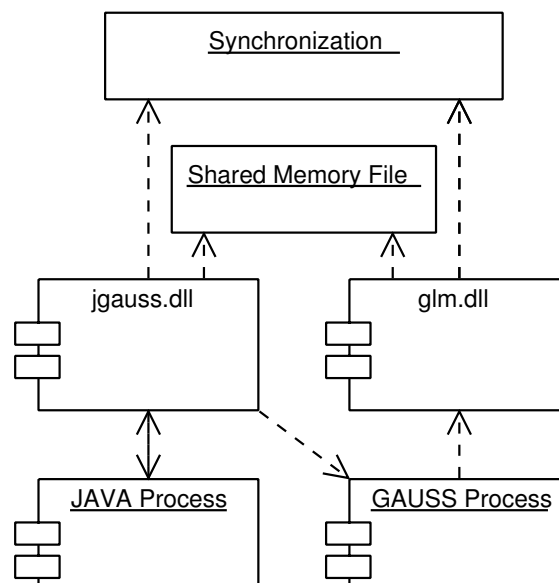 Synchronization
Shared Memory File
jgauss.dll
glm.dll
JAVA Process
GAUSS Process